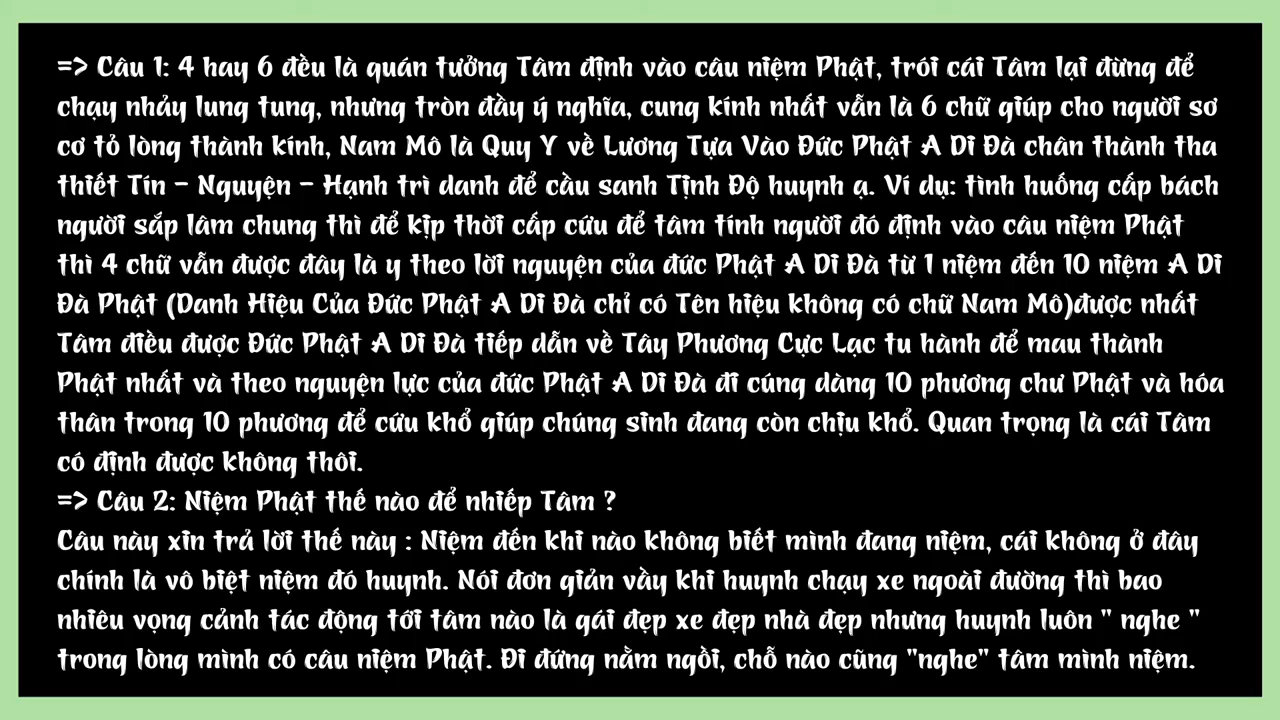 => Câu 1: 4 hay 6 đều là quán tưởng Tâm định vào câu niệm Phật, trói cái Tâm lại đừng để
chạy nhảy lung tung, nhưng tròn đầy ý nghĩa, cung kính nhất vẫn là 6 chữ giúp cho người sơ
cơ tỏ lòng thành kính, Nam Mô là Quy Y về Lương Tựa Vào Đức Phật A Di Đà chân thành tha
thiết Tín - Nguyện - Hạnh trì danh để cầu sanh Tịnh Độ huynh ạ. Ví dụ: tình huống cấp bách
người sắp lâm chung thì để kịp thời cấp cứu để tâm tính người đó định vào câu niệm Phật
thì 4 chữ vẫn được đây là y theo lời nguyện của đức Phật A Di Đà từ 1 niệm đến 10 niệm A Di
Đà Phật (Danh Hiệu Của Đức Phật A Di Đà chỉ có Tên hiệu không có chữ Nam Mô)được nhất
Tâm điều được Đức Phật A Di Đà tiếp dẫn về Tây Phương Cực Lạc tu hành để mau thành
Phật nhất và theo nguyện lực của đức Phật A Di Đà đi cúng dàng 10 phương chư Phật và hóa
thân trong 10 phương để cứu khổ giúp chúng sinh đang còn chịu khổ. Quan trọng là cái Tâm
có định được không thôi.
=> Câu 2: Niệm Phật thế nào để nhiếp Tâm ?
Câu này xin trả lời thế này : Niệm đến khi nào không biết mình đang niệm, cái không ở đây
chính là vô biệt niệm đó huynh. Nói đơn giản vầy khi huynh chạy xe ngoài đường thì bao
nhiêu vọng cảnh tác động tới tâm nào là gái đẹp xe đẹp nhà đẹp nhưng huynh luôn " nghe "
trong lòng mình có câu niệm Phật. Đi đứng nằm ngồi, chỗ nào cũng "nghe" tâm mình niệm.